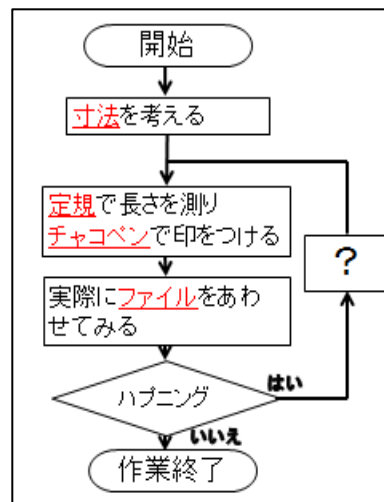 開始
寸法を考える
定規で長さを測り
チャコペンで印をつける
?
実際にファイルをあわ
せてみる
ハプニング
はい
いいえ
作業終了